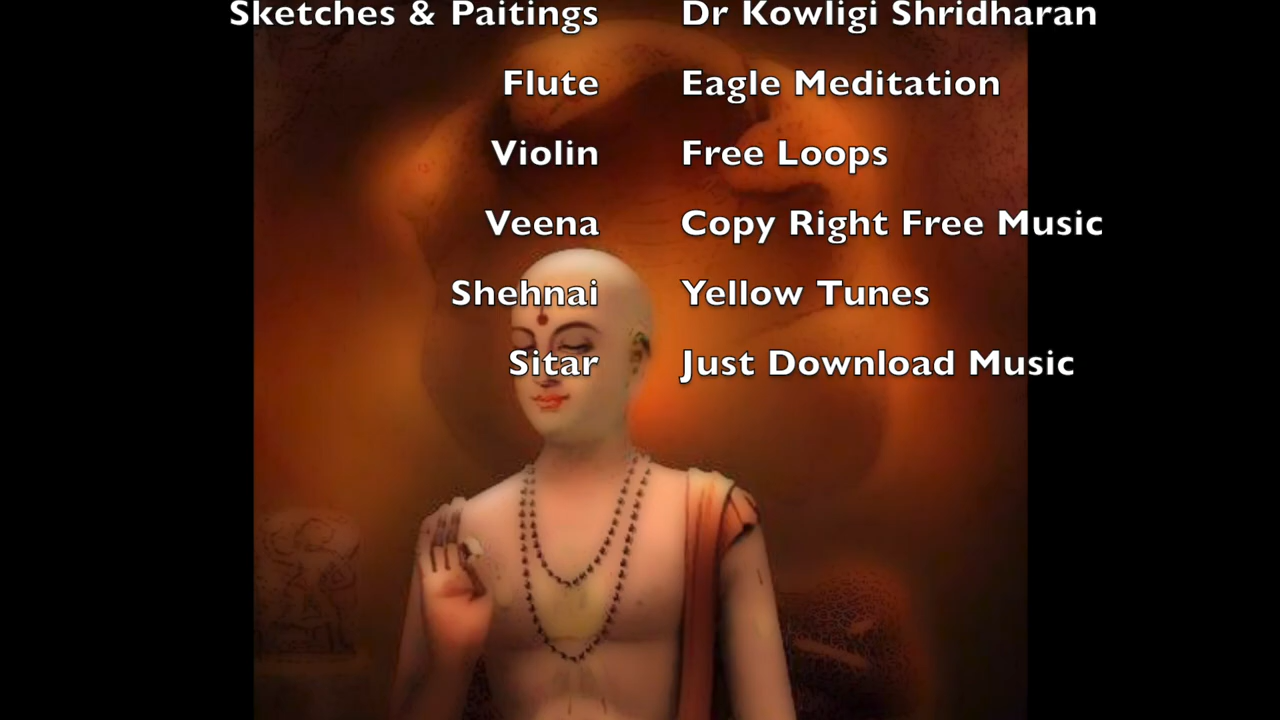 Sketches & Paitings Dr Kowligi Shridharan
Flute Eagle Meditation
Violin Free Loops
Veena Copy Right Free Music
Shehnai Yellow Tunes
Sitar Just Download Music